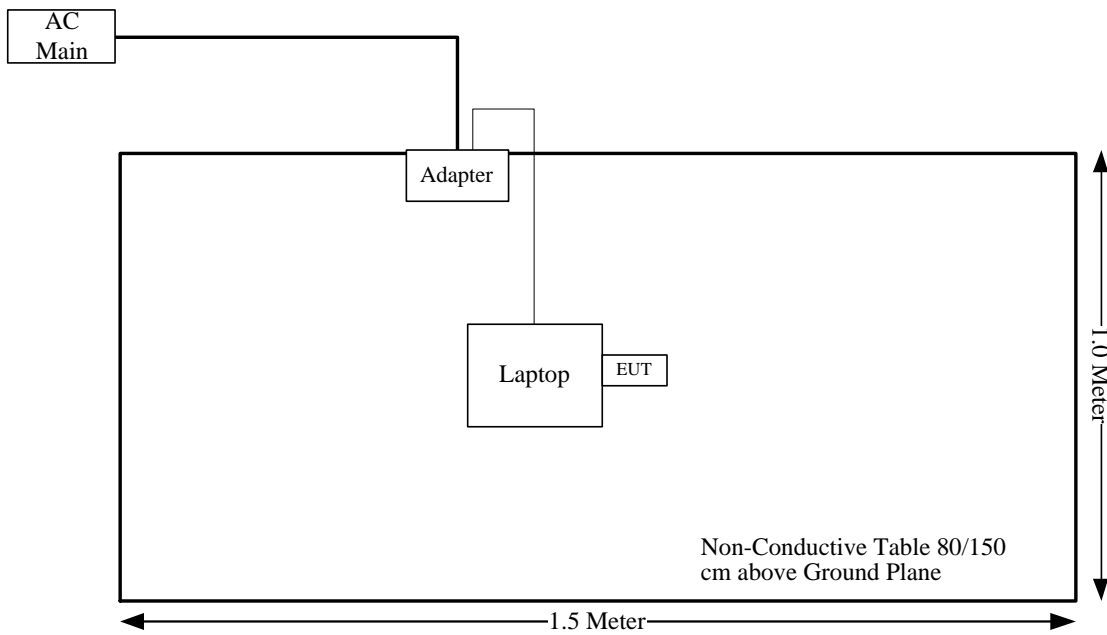 AC
Main
Adapter
Laptop
EUT
1.0 Meter
Non-Conductive Table 80/150
cm above Ground Plane
1.5 Meter